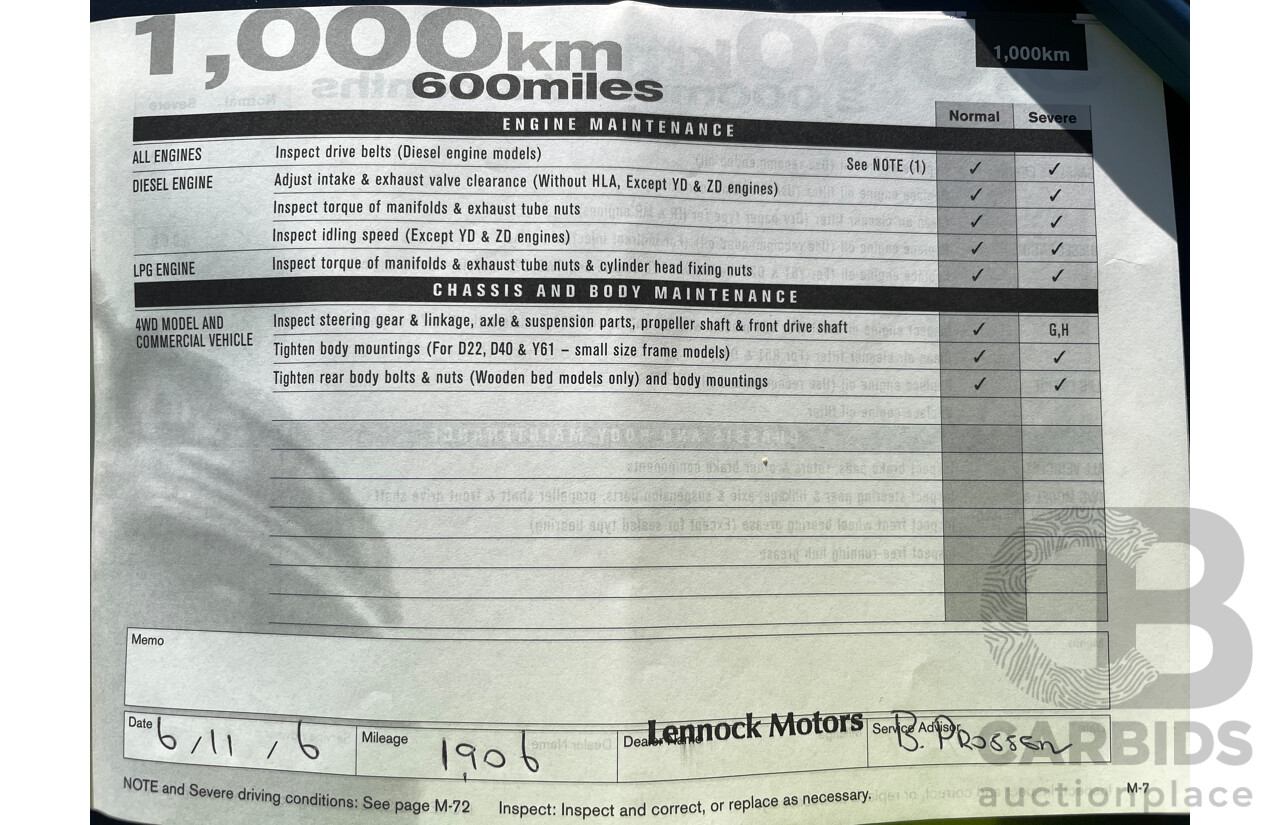 1,000km
600miles
1,000km
Normal Severe
ENGINE MAINTENANCE
ALL ENGINES Inspect drive belts (Diesel engine models) See NOTE (1) ✓ ✓
DIESEL ENGINE Adjust intake & exhaust valve clearance (Without HLA, Except YD & ZD engines) ✓ ✓
Inspect torque of manifolds & exhaust tube nuts ✓ ✓
Inspect idling speed (Except YD & ZD engines) ✓ ✓
LPG ENGINE Inspect torque of manifolds & exhaust tube nuts & cylinder head fixing nuts ✓ ✓
CHASSIS AND BODY MAINTENANCE
4WD MODEL AND
COMMERCIAL VEHICLE
Inspect steering gear & linkage, axle & suspension parts, propeller shaft & front drive shaft ✓ G,H
Tighten body mountings (For D22, D40 & Y61 – small size frame models) ✓ ✓
Tighten rear body bolts & nuts (Wooden bed models only) and body mountings ✓ ✓
Memo
Date 6/11/6
Mileage 1906
Dealer Name Lennock Motors
Service Advisor B. PROSSER
NOTE and Severe driving conditions: See page M-72 Inspect: Inspect and correct, or replace as necessary.
M-7
CB
CARBIDS
auctionplace